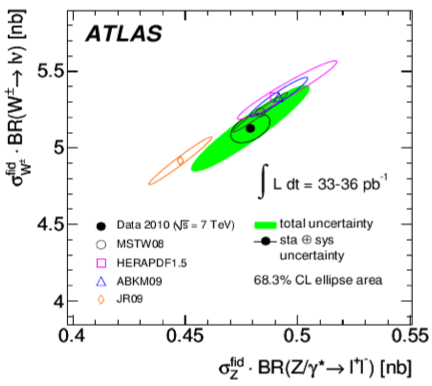 ATLAS
σ^fid_W± · BR(W±→ lν) [nb]
5.5
5
4.5
4
∫ L dt = 33-36 pb⁻¹
Data 2010 (√s = 7 TeV)
MSTW08
HERAPDF1.5
ABKM09
JR09
total uncertainty
sta ⊕ sys
uncertainty
68.3% CL ellipse area
0.4 0.45 0.5 0.55
σ^fid_Z · BR(Z/γ*→ l⁺l⁻) [nb]